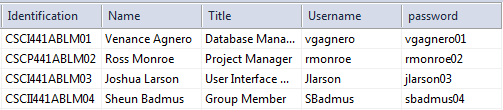 Identification Name Title Username password
CSCI441ABLM01 Venance Agnero Database Mana... vgagnero vgagnero01
CSCP441ABLM02 Ross Monroe Project Manager rmonroe rmonroe02
CSCI441ABLM03 Joshua Larson User Interface ... Jlarson jlarson03
CSCII441ABLM04 Sheun Badmus Group Member SBadmus sbadmus04